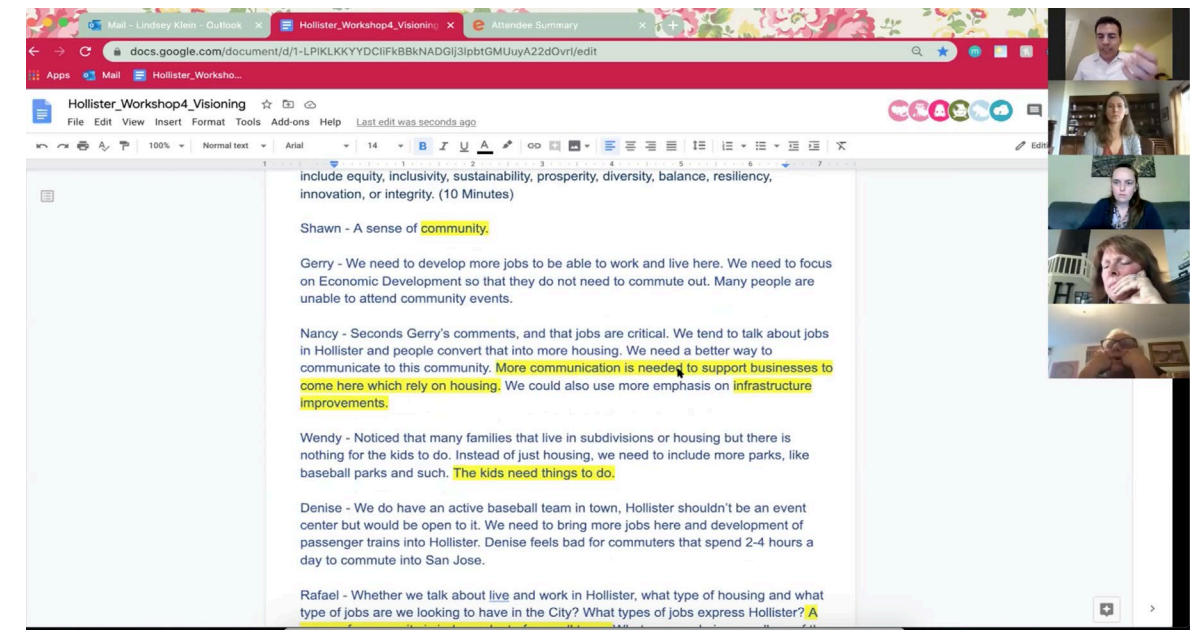 Mail - Lindsey Klein - Outlook
Hollister_Workshop4_Visioning
Attendee Summary
Apps Mail Hollister_Worksho...
Hollister_Workshop4_Visioning
File Edit View Insert Format Tools Add-ons Help Last edit was seconds ago
100% Normal text Arial 14 B I U A
include equity, inclusivity, sustainability, prosperity, diversity, balance, resiliency,
innovation, or integrity. (10 Minutes)
Shawn - A sense of community.
Gerry - We need to develop more jobs to be able to work and live here. We need to focus
on Economic Development so that they do not need to commute out. Many people are
unable to attend community events.
Nancy - Seconds Gerry's comments, and that jobs are critical. We tend to talk about jobs
in Hollister and people convert that into more housing. We need a better way to
communicate to this community. More communication is needed to support businesses to
come here which rely on housing. We could also use more emphasis on infrastructure
improvements.
Wendy - Noticed that many families that live in subdivisions or housing but there is
nothing for the kids to do. Instead of just housing, we need to include more parks, like
baseball parks and such. The kids need things to do.
Denise - We do have an active baseball team in town, Hollister shouldn't be an event
center but would be open to it. We need to bring more jobs here and development of
passenger trains into Hollister. Denise feels bad for commuters that spend 2-4 hours a
day to commute into San Jose.
Rafael - Whether we talk about live and work in Hollister, what type of housing and what
type of jobs are we looking to have in the City? What types of jobs express Hollister? A